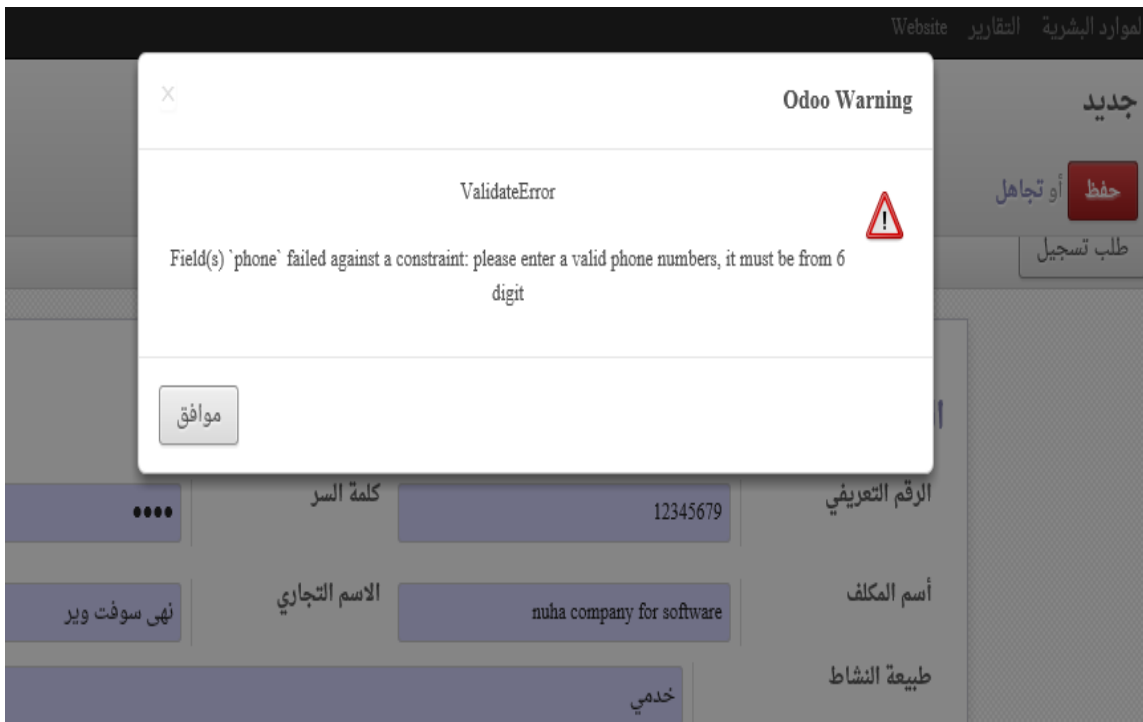 لموارد البشرية التقارير Website
جديد
حفظ أو تجاهل
طلب تسجيل
Odoo Warning
X
ValidateError
Field(s) `phone` failed against a constraint: please enter a valid phone numbers, it must be from 6
digit
موافق
الرقم التعريفي 12345679 كلمة السر ••••
أسم المكلف nuha company for software الاسم التجاري نهى سوفت وير
طبيعة النشاط خدمي